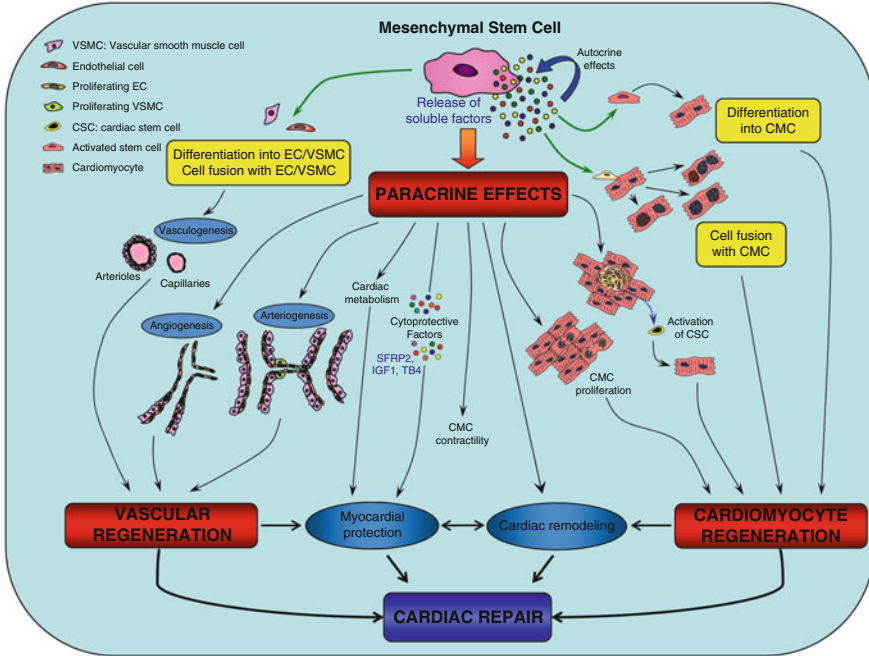 Mesenchymal Stem Cell
VSMC: Vascular smooth muscle cell
Endothelial cell
Proliferating EC
Proliferating VSMC
CSC: cardiac stem cell
Activated stem cell
Cardiomyocyte
Autocrine
effects
Release of
soluble factors
Differentiation
into CMC
Differentiation into EC/VSMC
Cell fusion with EC/VSMC
PARACRINE EFFECTS
Cell fusion
with CMC
Vasculogenesis
Arterioles
Capillaries
Angiogenesis
Arteriogenesis
Cardiac
metabolism
Cytoprotective
Factors
SFRP2,
IGF1, TB4
CMC
contractility
CMC
proliferation
Activation
of CSC
VASCULAR
REGENERATION
Myocardial
protection
Cardiac remodeling
CARDIOMYOCYTE
REGENERATION
CARDIAC REPAIR